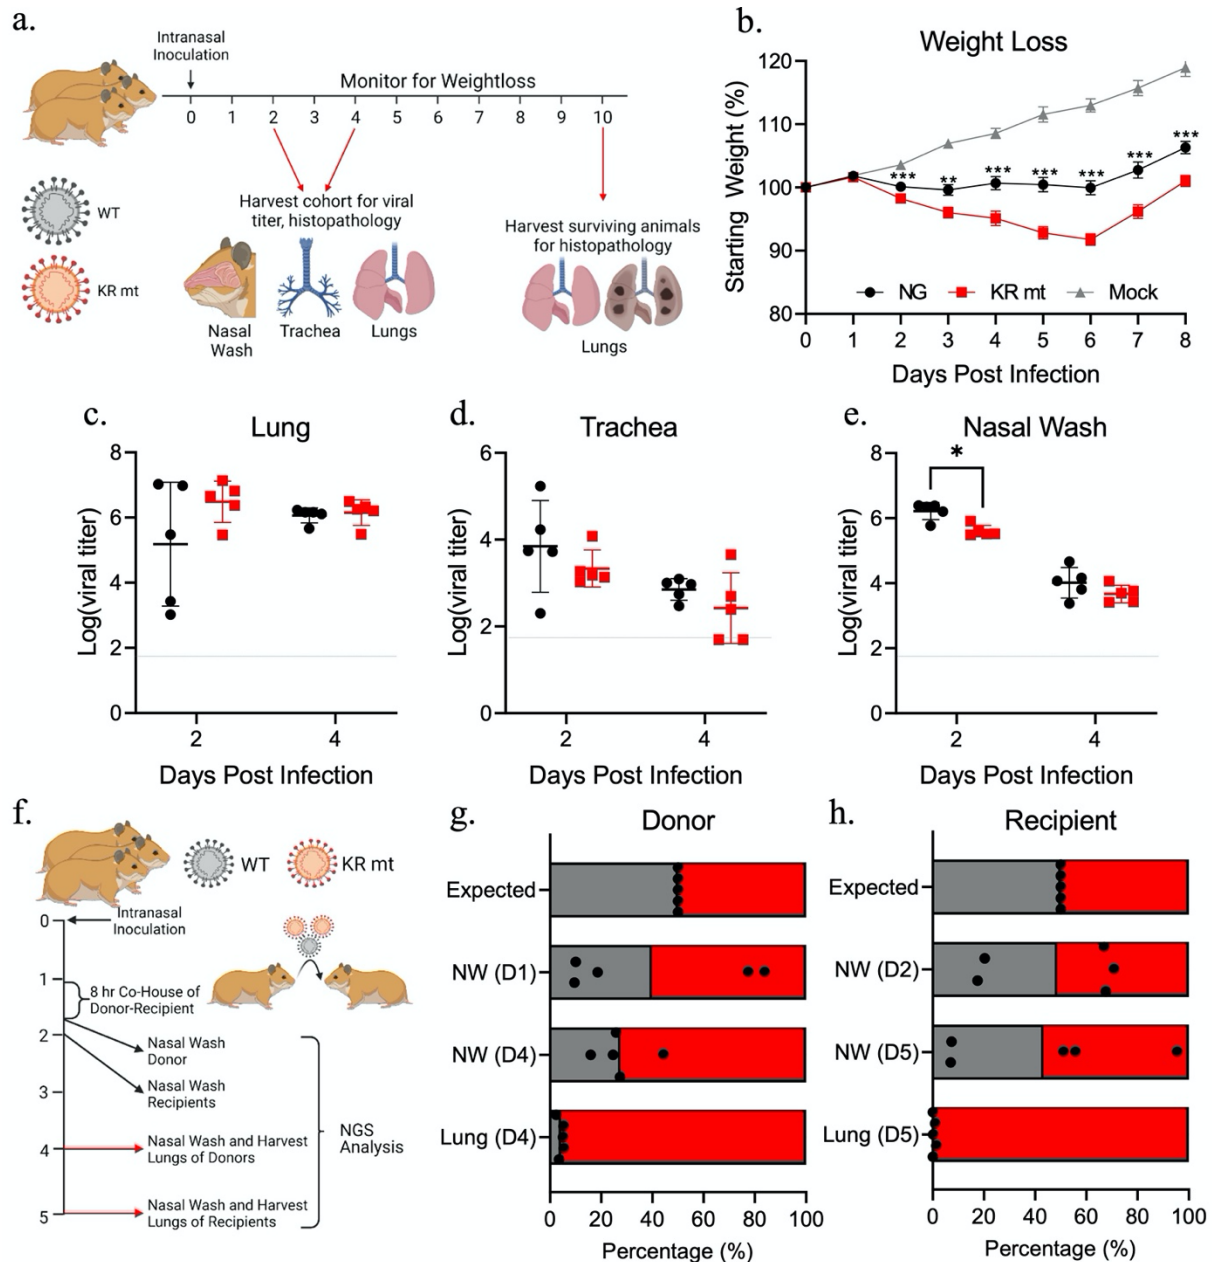 a.
Intranasal
Inoculation
Monitor for Weightloss
0 1 2 3 4 5 6 7 8 9 10
WT
KR mt
Harvest cohort for viral
titer, histopathology
Nasal
Wash
Trachea
Lungs
Harvest surviving animals
for histopathology
Lungs
b.
Weight Loss
Starting Weight (%)
120
110
100
90
80
*** ** *** *** *** *** ***
NG KR mt Mock
0 1 2 3 4 5 6 7 8
Days Post Infection
c.
Lung
Log(viral titer)
8
6
4
2
0
2 4
Days Post Infection
d.
Trachea
Log(viral titer)
6
4
2
0
2 4
Days Post Infection
e.
Nasal Wash
*
Log(viral titer)
8
6
4
2
0
2 4
Days Post Infection
f.
WT
KR mt
0
Intranasal
Inoculation
1
8 hr Co-House of
Donor-Recipient
2
Nasal Wash
Donor
3
Nasal Wash
Recipients
NGS
Analysis
4
Nasal Wash and Harvest
Lungs of Donors
5
Nasal Wash and Harvest
Lungs of Recipients
g.
Donor
Expected
NW (D1)
NW (D4)
Lung (D4)
0 20 40 60 80 100
Percentage (%)
h.
Recipient
Expected
NW (D2)
NW (D5)
Lung (D5)
0 20 40 60 80 100
Percentage (%)